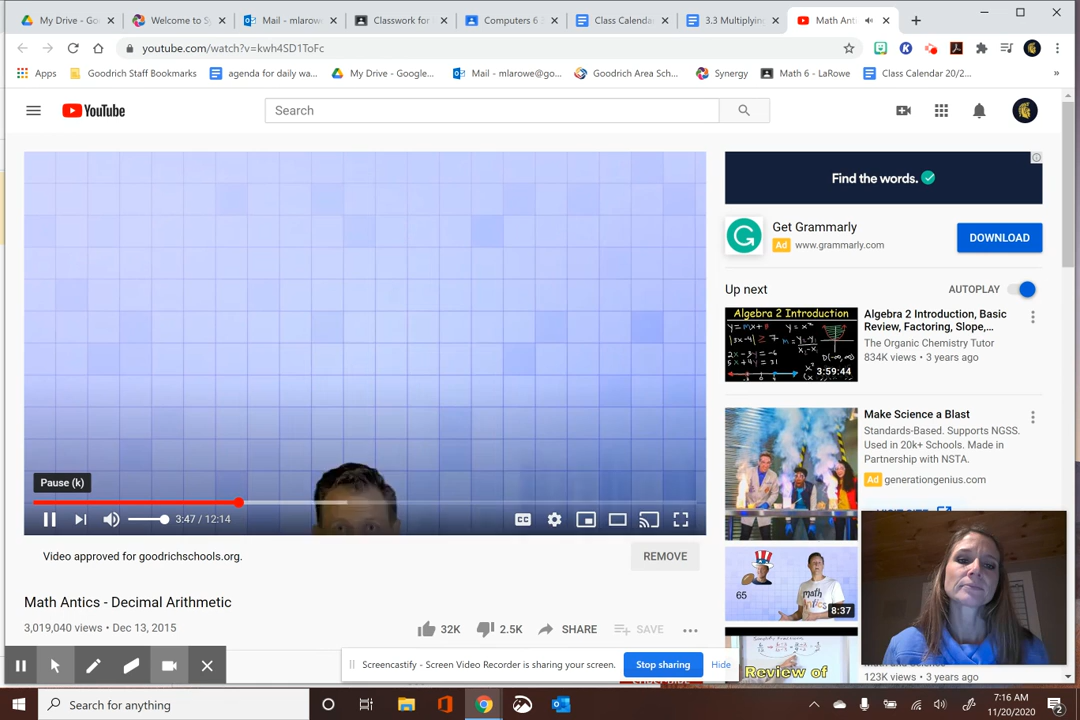 My Drive - G
Welcome to Sy
Mail - mlarowe
Classwork for
Computers 6
Class Calenda
3.3 Multiplyin
Math Anti
youtube.com/watch?v=kwh4SD1ToFc
Apps
Goodrich Staff Bookmarks
agenda for daily wa...
My Drive - Google...
Mail - mlarowe@go...
Goodrich Area Sch...
Synergy
Math 6 - LaRowe
Class Calendar 20/2...
YouTube
Search
Find the words.
Get Grammarly
Ad www.grammarly.com
DOWNLOAD
Up next
AUTOPLAY
Algebra 2 Introduction
3:59:44
Algebra 2 Introduction, Basic
Review, Factoring, Slope,...
The Organic Chemistry Tutor
834K views • 3 years ago
Make Science a Blast
Standards-Based. Supports NGSS.
Used in 20k+ Schools. Made in
Partnership with NSTA.
Ad generationgenius.com
65
math
8:37
Review of
123K views • 3 years ago
Pause (k)
3:47 / 12:14
CC
Video approved for goodrichschools.org.
REMOVE
Math Antics - Decimal Arithmetic
3,019,040 views • Dec 13, 2015
32K
2.5K
SHARE
SAVE
Screencastify - Screen Video Recorder is sharing your screen.
Stop sharing
Hide
Search for anything
7:16 AM
11/20/2020
2